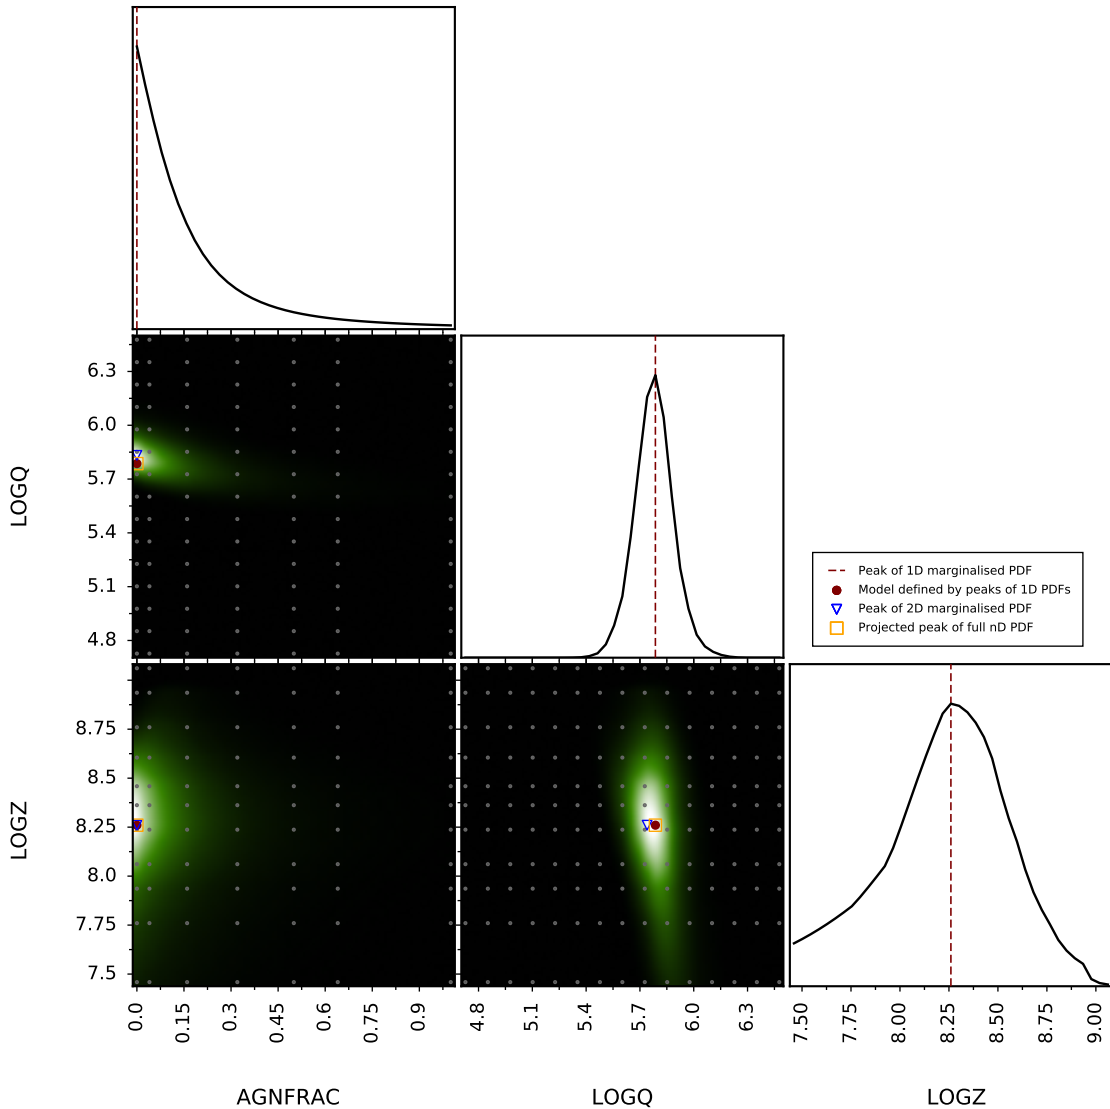 6.3
6.0
5.7
5.4
5.1
4.8
LOGQ
Peak of 1D marginalised PDF
Model defined by peaks of 1D PDFs
Peak of 2D marginalised PDF
Projected peak of full nD PDF
8.75
8.5
8.25
8.0
7.75
7.5
LOGZ
0.0 0.15 0.3 0.45 0.6 0.75 0.9
4.8 5.1 5.4 5.7 6.0 6.3
7.50 7.75 8.00 8.25 8.50 8.75 9.00
AGNFRAC LOGQ LOGZ